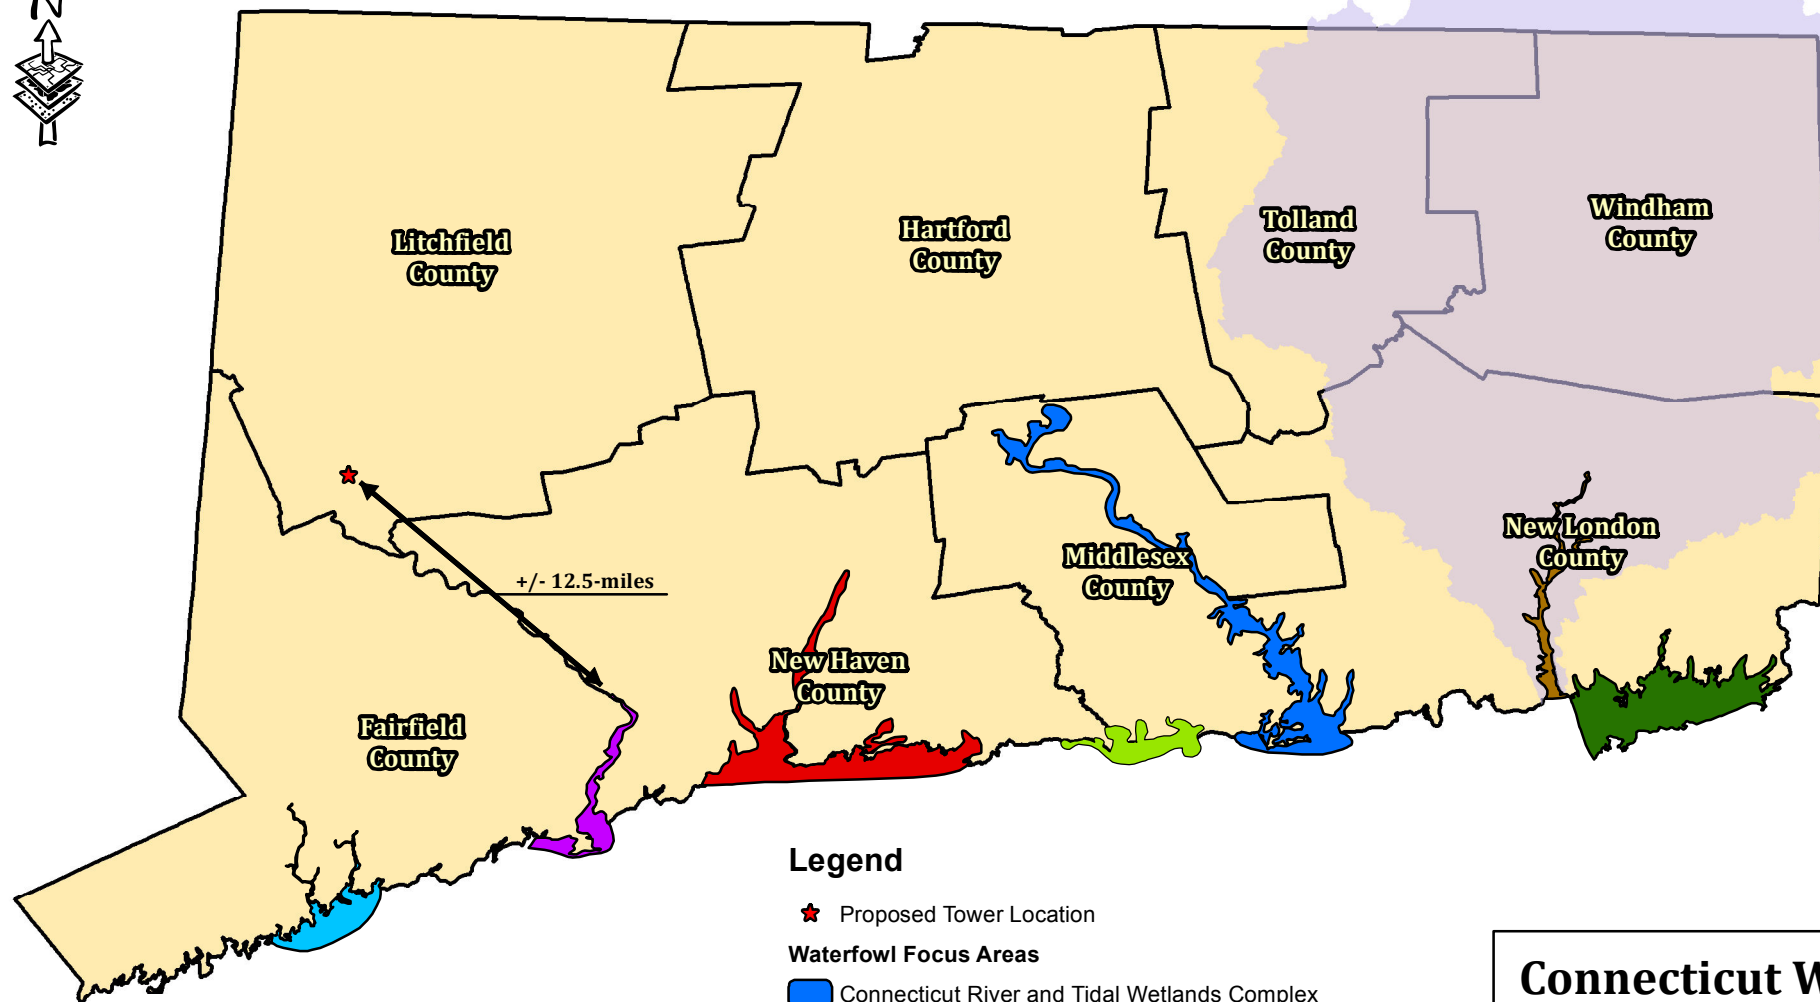 N
Litchfield
County
Hartford
County
Tolland
County
Windham
County
+/- 12.5-miles
Middlesex
County
New London
County
New Haven
County
Fairfield
County
Legend
Proposed Tower Location
Waterfowl Focus Areas
Connecticut River and Tidal Wetlands Complex
Connecticut W